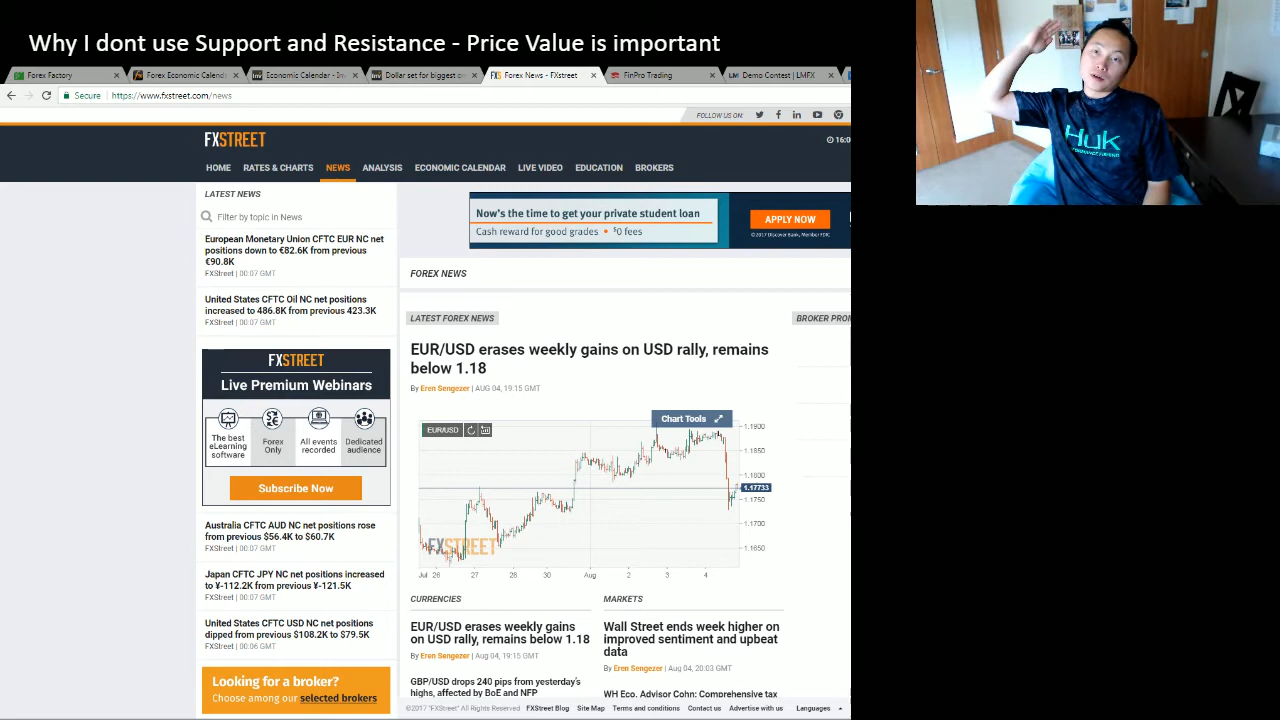 Why I dont use Support and Resistance - Price Value is important
Forex Factory
Forex Economic Calend
Economic Calendar - In
Dollar set for biggest o
Forex News - FXstreet
FinPro Trading
Demo Contest | LMFX
Secure
https://www.fxstreet.com/news
FOLLOW US ON:
FXSTREET
16:0
HOME
RATES & CHARTS
NEWS
ANALYSIS
ECONOMIC CALENDAR
LIVE VIDEO
EDUCATION
BROKERS
LATEST NEWS
Filter by topic in News
European Monetary Union CFTC EUR NC net
positions down to €82.6K from previous
€90.8K
FXStreet | 00:07 GMT
United States CFTC Oil NC net positions
increased to 486.8K from previous 423.3K
FXStreet | 00:07 GMT
FXSTREET
Live Premium Webinars
The best
eLearning
software
Forex
Only
All events
recorded
Dedicated
audience
Subscribe Now
Australia CFTC AUD NC net positions rose
from previous $56.4K to $60.7K
FXStreet | 00:07 GMT
Japan CFTC JPY NC net positions increased
to ¥-112.2K from previous ¥-121.5K
FXStreet | 00:07 GMT
United States CFTC USD NC net positions
dipped from previous $108.2K to $79.5K
FXStreet | 00:06 GMT
Looking for a broker?
Choose among our selected brokers
Now's the time to get your private student loan
Cash reward for good grades • $0 fees
APPLY NOW
©2017 Discover Bank, Member FDIC
FOREX NEWS
LATEST FOREX NEWS
BROKER PROM
EUR/USD erases weekly gains on USD rally, remains
below 1.18
By Eren Sengezer | AUG 04, 19:15 GMT
Chart Tools
EUR/USD
1.1900
1.1850
1.1800
1.17733
1.1750
1.1700
1.1650
FXSTREET
Jul 26 27 28 30 Aug 2 3 4
CURRENCIES
EUR/USD erases weekly gains
on USD rally, remains below 1.18
By Eren Sengezer | Aug 04, 19:15 GMT
GBP/USD drops 240 pips from yesterday's
highs, affected by BoE and NFP
MARKETS
Wall Street ends week higher on
improved sentiment and upbeat
data
By Eren Sengezer | Aug 04, 20:03 GMT
WH Eco. Advisor Cohn: Comprehensive tax
©2017 "FXStreet" All Rights Reserved
FXStreet Blog
Site Map
Terms and conditions
Contact us
Advertise with us
Languages
Huk